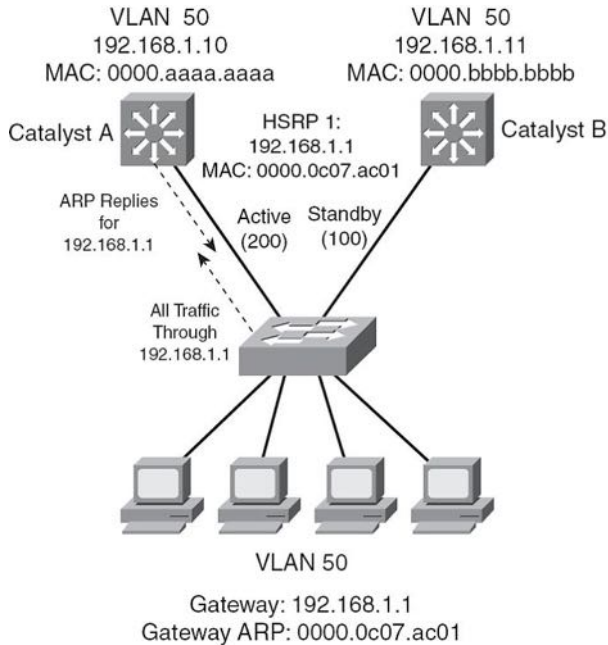 VLAN 50
192.168.1.10
MAC: 0000.aaaa.aaaa
VLAN 50
192.168.1.11
MAC: 0000.bbbb.bbbb
Catalyst A
HSRP 1:
192.168.1.1
MAC: 0000.0c07.ac01
Catalyst B
ARP Replies
for
192.168.1.1
Active
(200)
Standby
(100)
All Traffic
Through
192.168.1.1
VLAN 50
Gateway: 192.168.1.1
Gateway ARP: 0000.0c07.ac01